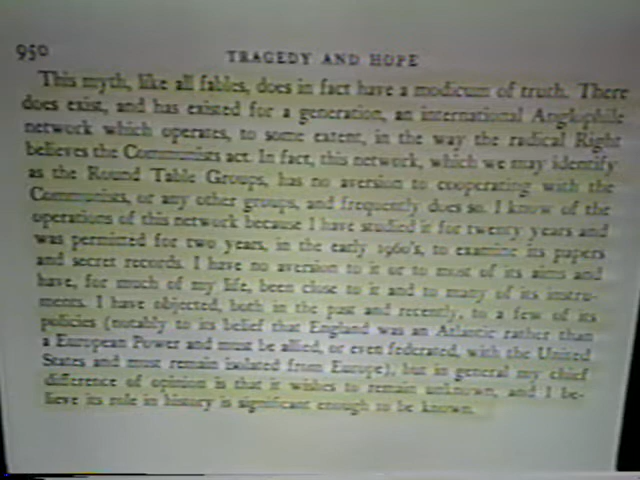 950
TRAGEDY AND HOPE
This myth, like all fables, does in fact have a modicum of truth. There
does exist, and has existed for a generation, an international Anglophile
network which operates, to some extent, in the way the radical Right
believes the Communists act. In fact, this network, which we may identify
as the Round Table Groups, has no aversion to cooperating with the
Communists, or any other groups, and frequently does so. I know of the
operations of this network because I have studied it for twenty years and
was permitted for two years, in the early 1960's, to examine its papers
and secret records. I have no aversion to it or to most of its aims and
have, for much of my life, been close to it and to many of its instru-
ments. I have objected, both in the past and recently, to a few of its
policies (notably to its belief that England was an Atlantic rather than
a European Power and must be allied, or even federated, with the United
States and must remain isolated from Europe), but in general my chief
difference of opinion is that it wishes to remain unknown, and I be-
lieve its role in history is significant enough to be known.